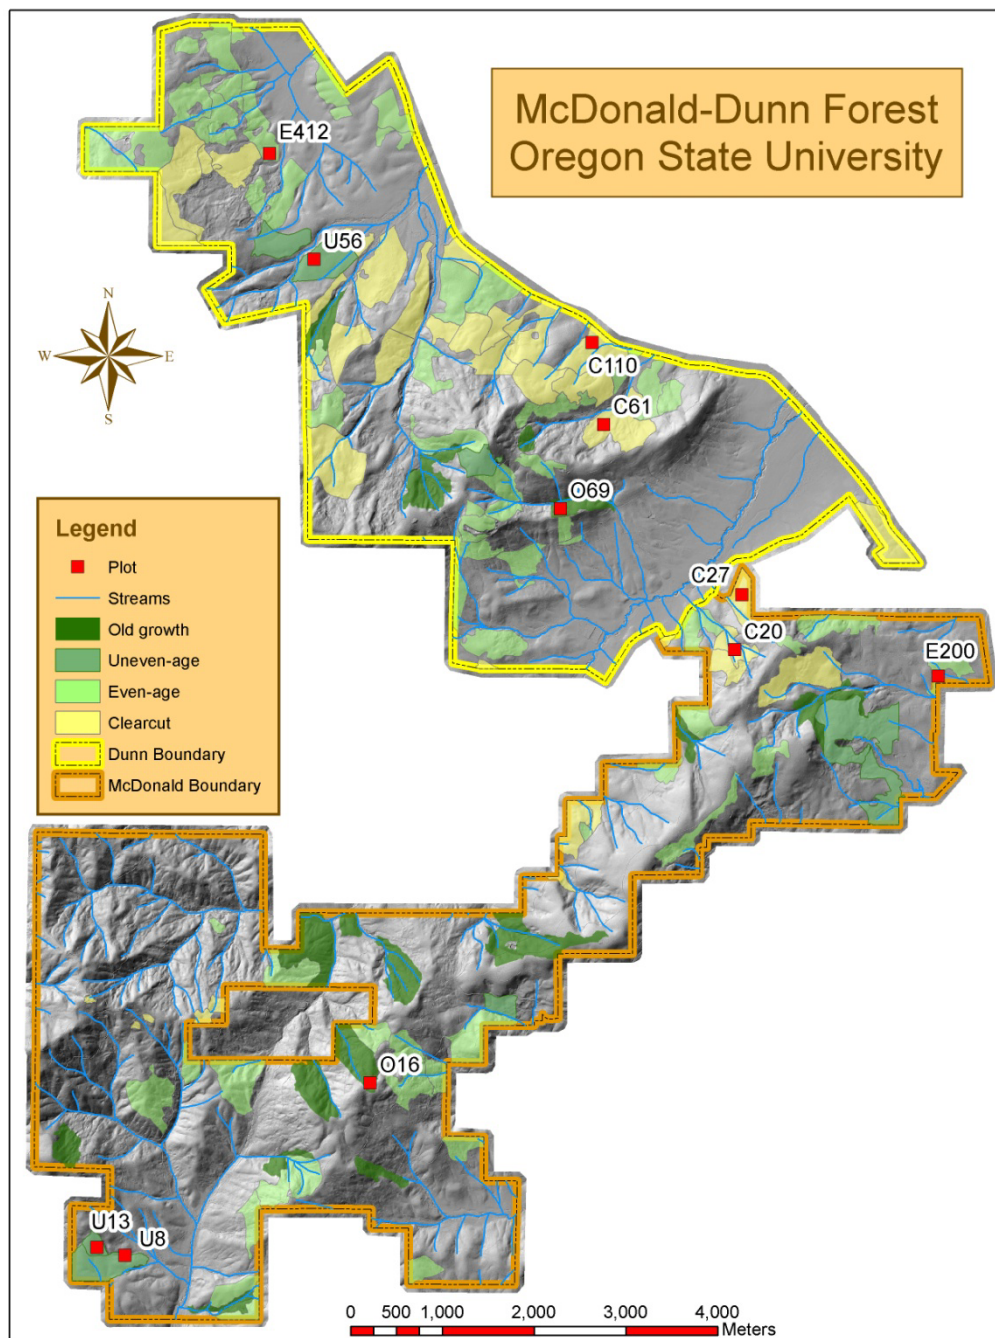 McDonald-Dunn Forest
Oregon State University
E412
U56
N
W
E
S
C110
C61
O69
Legend
Plot
Streams
Old growth
Uneven-age
Even-age
Clearcut
Dunn Boundary
McDonald Boundary
C27
C20
E200
O16
U13
U8
0 500 1,000 2,000 3,000 4,000
Meters